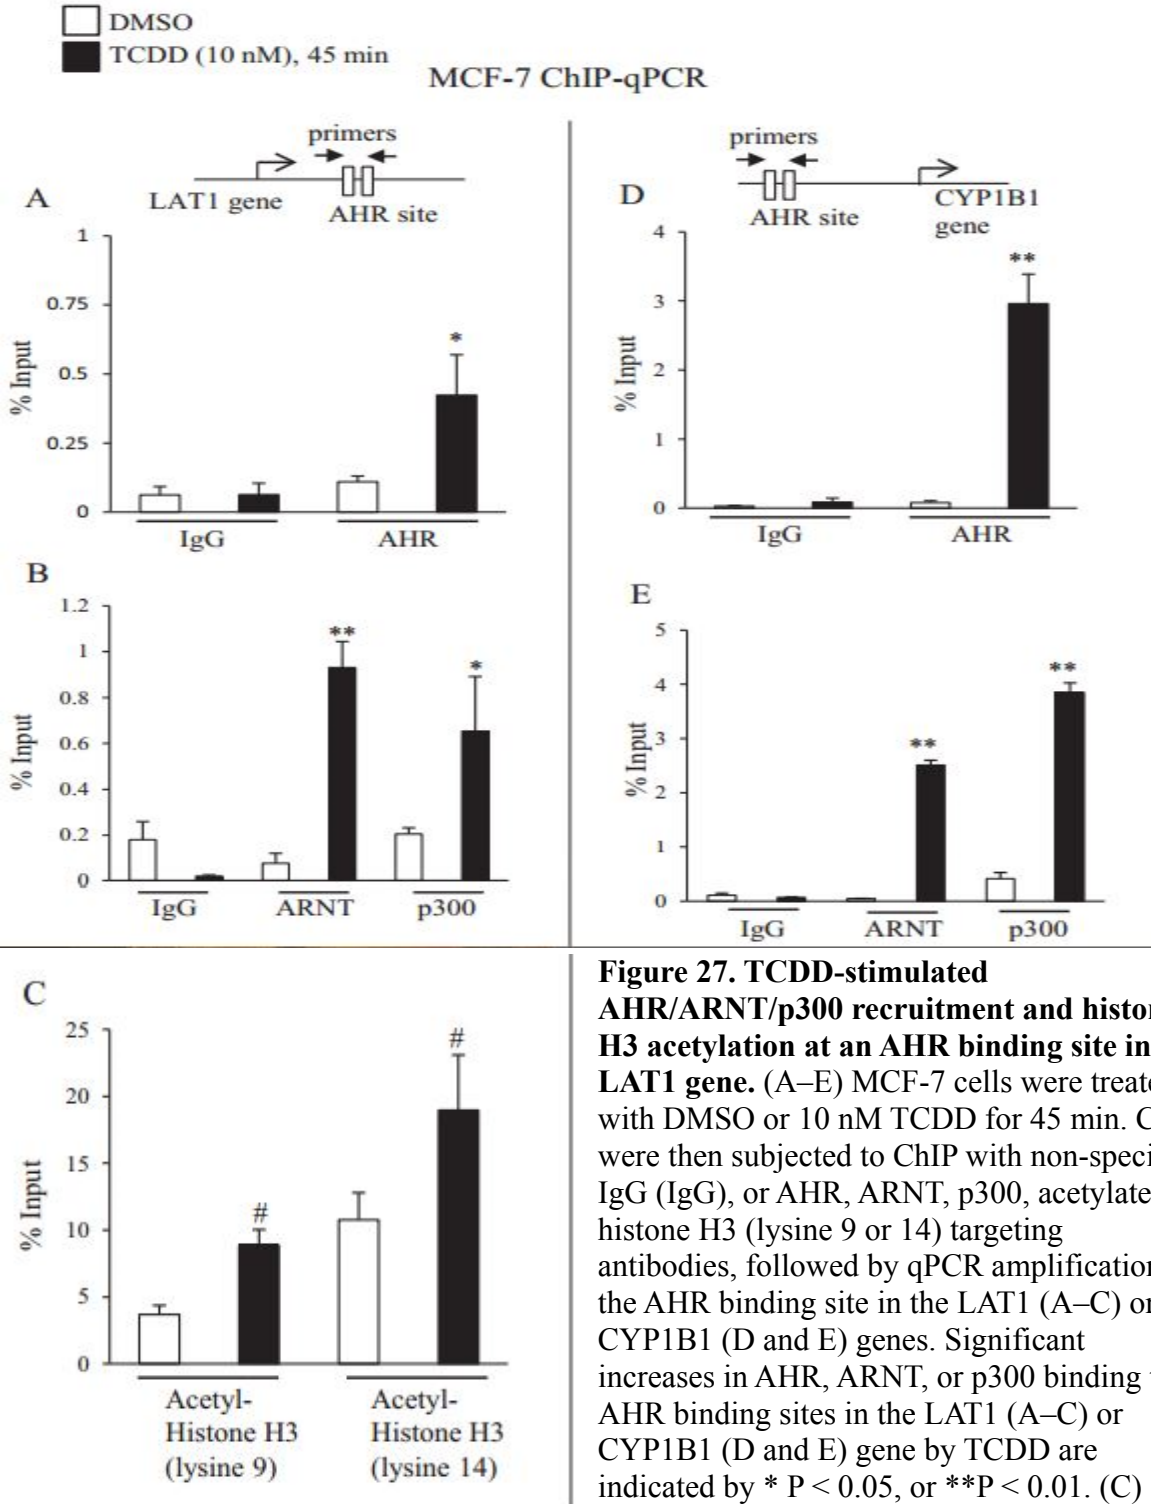 DMSO
TCDD (10 nM), 45 min
MCF-7 ChIP-qPCR
A
primers
LAT1 gene
AHR site
1
0.75
0.5
0.25
0
% Input
*
IgG
AHR
B
1.2
1
0.8
0.6
0.4
0.2
0
% Input
**
*
IgG
ARNT
p300
C
25
20
15
10
5
0
% Input
#
#
Acetyl-
Histone H3
(lysine 9)
Acetyl-
Histone H3
(lysine 14)
D
primers
AHR site
CYP1B1
gene
4
3
2
1
0
% Input
**
IgG
AHR
E
5
4
3
2
1
0
% Input
**
**
IgG
ARNT
p300
Figure 27. TCDD-stimulated
AHR/ARNT/p300 recruitment and
H3 acetylation at an AHR binding site in
LAT1 gene. (A–E) MCF-7 cells were
with DMSO or 10 nM TCDD for 45 min.
were then subjected to ChIP with
IgG (IgG), or AHR, ARNT, p300,
histone H3 (lysine 9 or 14) targeting
antibodies, followed by qPCR
the AHR binding site in the LAT1 (A–C) or
CYP1B1 (D and E) genes. Significant
increases in AHR, ARNT, or p300 binding
AHR binding sites in the LAT1 (A–C) or
CYP1B1 (D and E) gene by TCDD are
indicated by * P < 0.05, or **P < 0.01. (C)